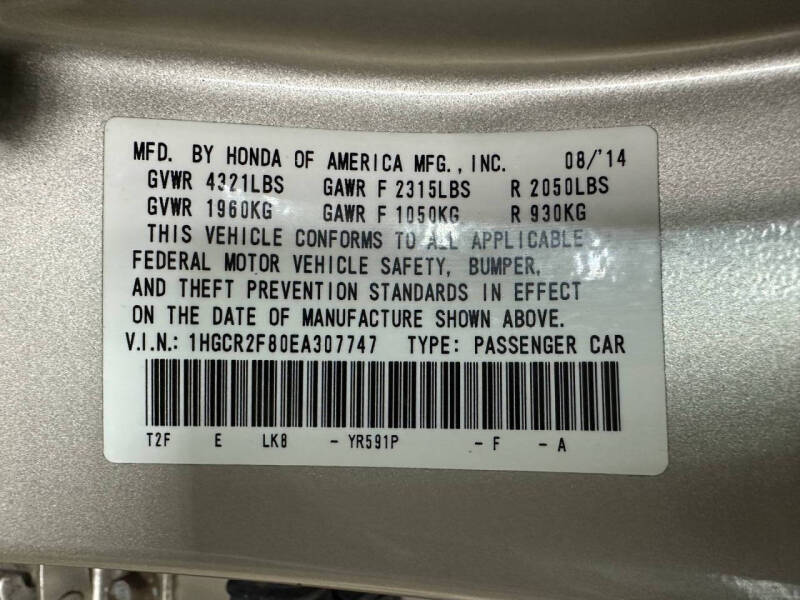 MFD. BY HONDA OF AMERICA MFG., INC. 08/'14
GVWR 4321LBS GAWR F 2315LBS R 2050LBS
GVWR 1960KG GAWR F 1050KG R 930KG
THIS VEHICLE CONFORMS TO ALL APPLICABLE
FEDERAL MOTOR VEHICLE SAFETY, BUMPER,
AND THEFT PREVENTION STANDARDS IN EFFECT
ON THE DATE OF MANUFACTURE SHOWN ABOVE.
V.I.N.: 1HGCR2F80EA307747 TYPE: PASSENGER CAR
T2F E LK8 -YR591P -F -A